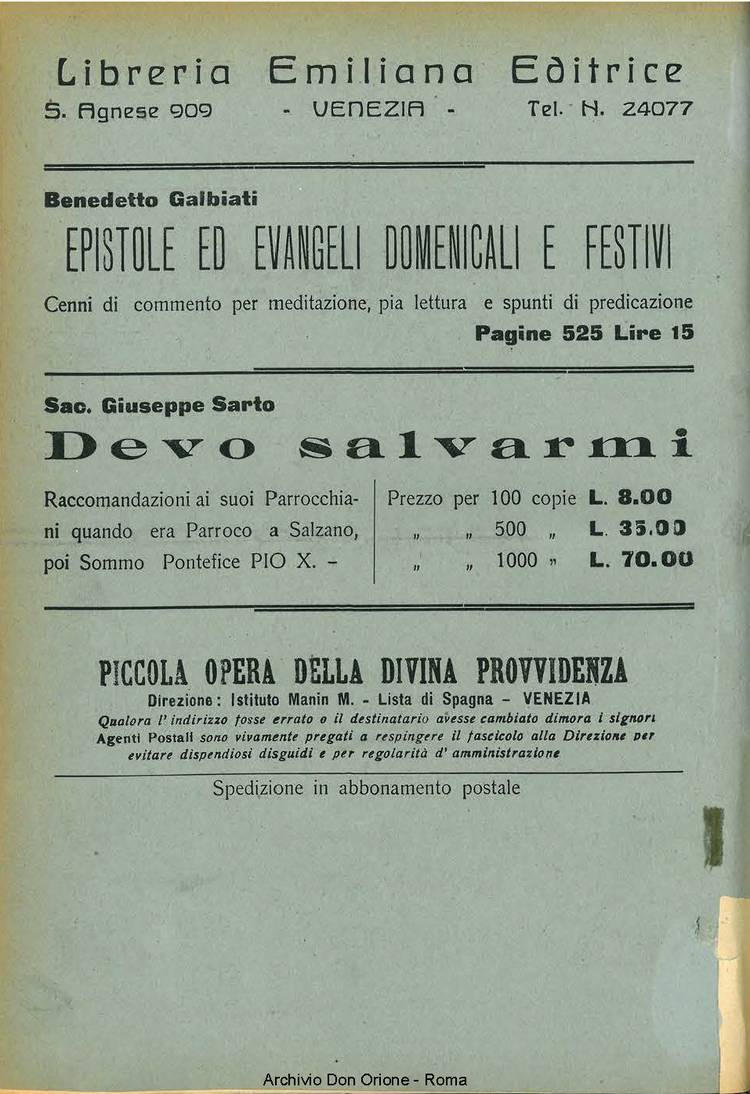 Libreria Emiliana Editrice
S. Agnese 909 - VENEZIA - Tel. N. 24077
Benedetto Galbiati
EPISTOLE ED EVANGELI DOMENICALI E FESTIVI
Cenni di commento per meditazione, pia lettura e spunti di predicazione
Pagine 525 Lire 15
Sac. Giuseppe Sarto
Devo salvarmi
Raccomandazioni ai suoi Parrocchia-
ni quando era Parroco a Salzano,
poi Sommo Pontefice PIO X. -
Prezzo per 100 copie L. 8.00
„ „ 500 „ L. 35.00
„ „ 1000 „ L. 70.00
PICCOLA OPERA DELLA DIVINA PROVVIDENZA
Direzione: Istituto Manin M. - Lista di Spagna - VENEZIA
Qualora l' indirizzo fosse errato o il destinatario avesse cambiato dimora i signori
Agenti Postali sono vivamente pregati a respingere il fascicolo alla Direzione per
evitare dispendiosi disguidi e per regolarità d' amministrazione
Spedizione in abbonamento postale
Archivio Don Orione - Roma